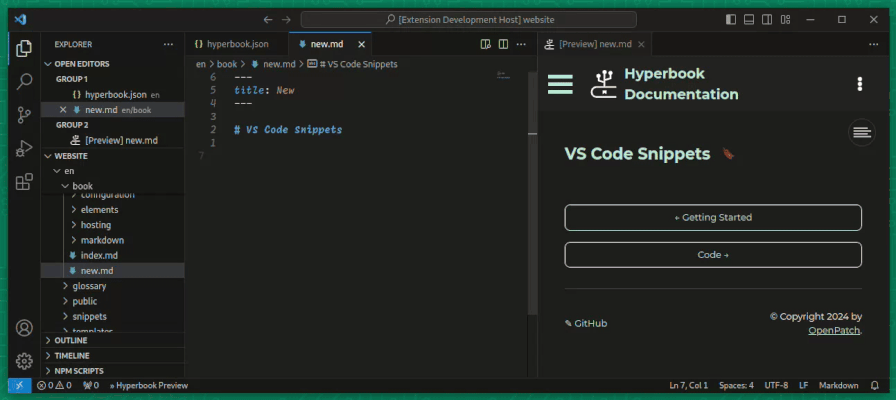 [Extension Development Host] website
EXPLORER
OPEN EDITORS
GROUP 1
{} hyperbook.json en
new.md en/book
GROUP 2
[Preview] new.md
WEBSITE
en
book
configuration
elements
hosting
markdown
index.md
new.md
glossary
public
snippets
templates
OUTLINE
TIMELINE
NPM SCRIPTS
{} hyperbook.json
new.md
en > book > new.md > # VS Code Snippets
6 ---
5 title: New
4 ---
3
2 # VS Code Snippets
1
7
[Preview] new.md
Hyperbook
Documentation
VS Code Snippets
← Getting Started
Code →
✎ GitHub
© Copyright 2024 by
OpenPatch.
0 0 0 » Hyperbook Preview
Ln 7, Col 1 Spaces: 4 UTF-8 LF Markdown